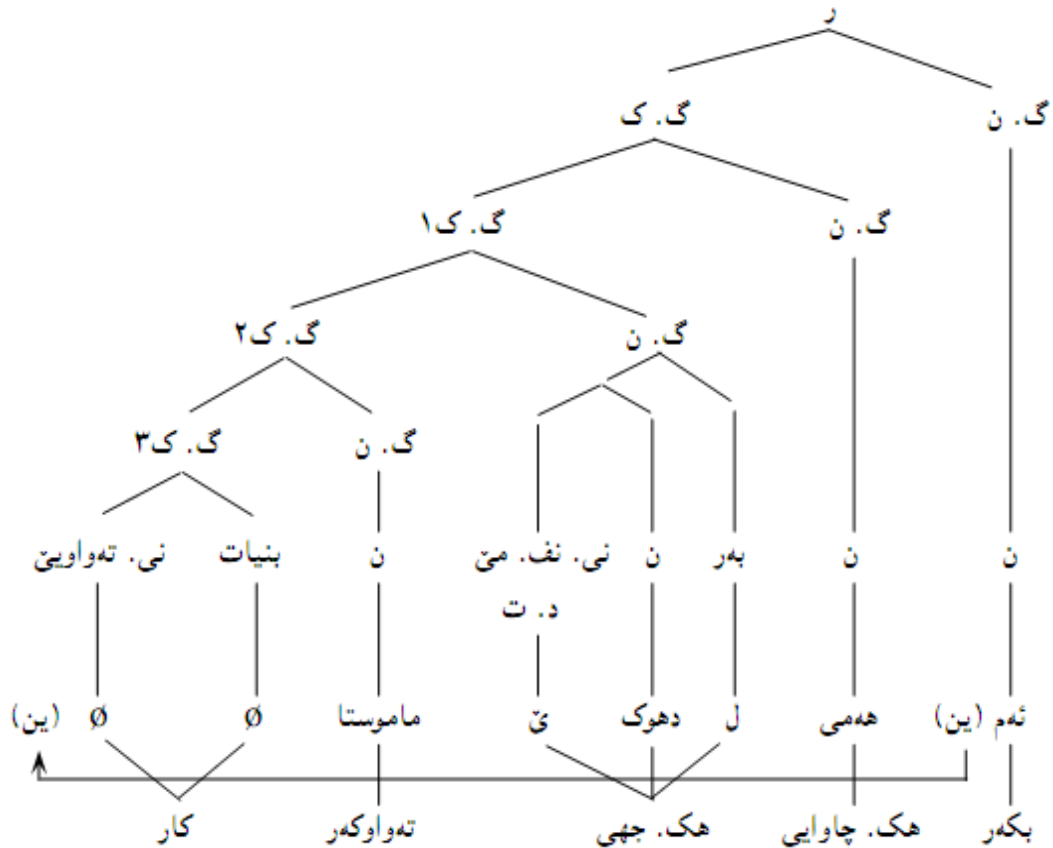 ر
گ. ن گ. ک
گ. ن گ. ک١
گ. ن گ. ک٢
گ. ن گ. ک٣
ن ن بەر ن نی. نف. مێ ن بنیات نی. تەواویێ
د. ت
ئەم (ین) هەمی ل دهوک ێ ماموستا Ø Ø (ین)
بکەر هک. چاوایی هک. جهی تەواوکەر کار